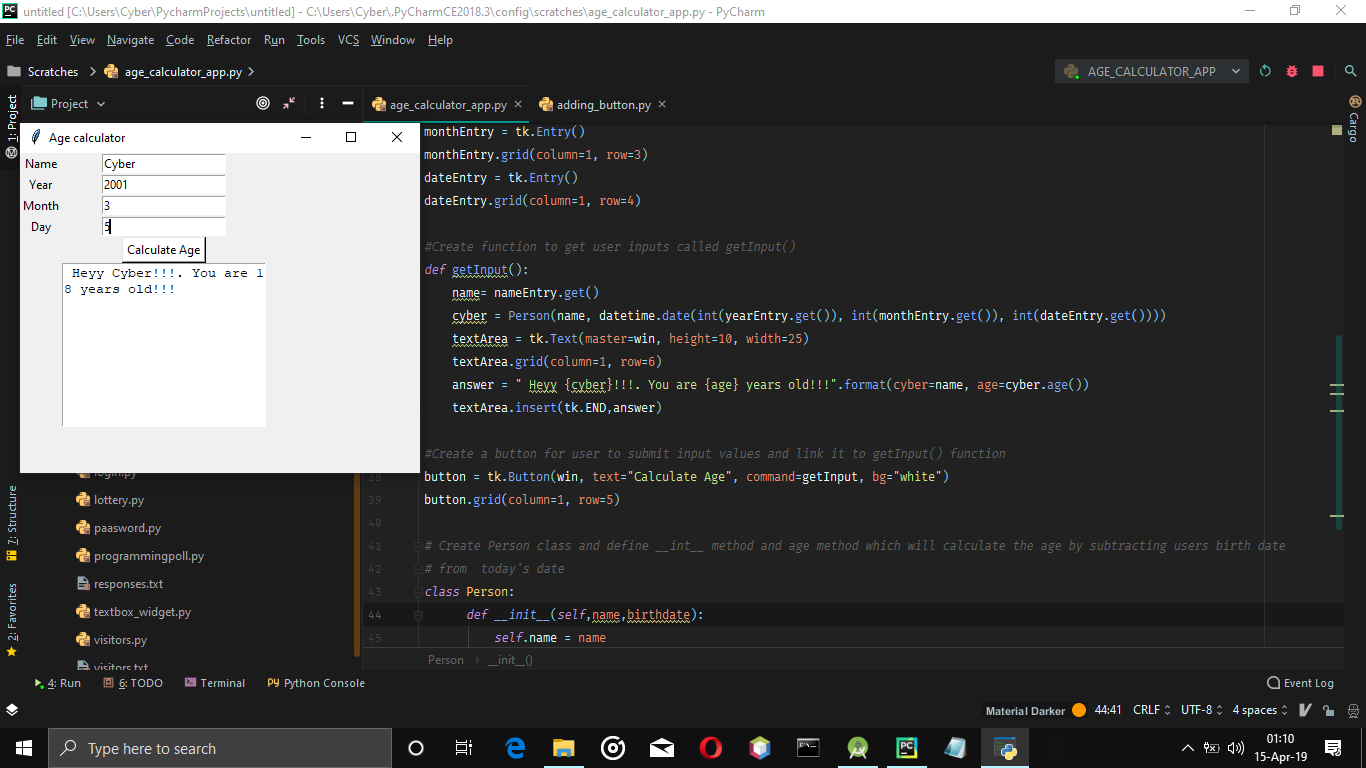 untitled [C:\Users\Cyber\PycharmProjects\untitled] - C:\Users\Cyber\.PyCharmCE2018.3\config\scratches\age_calculator_app.py - PyCharm
File Edit View Navigate Code Refactor Run Tools VCS Window Help
Scratches age_calculator_app.py AGE_CALCULATOR_APP
1: Project
Project
age_calculator_app.py adding_button.py
Cargo
Age calculator
Name Cyber
Year 2001
Month 3
Day 5
Calculate Age
Heyy Cyber!!!. You are 1
8 years old!!!
monthEntry = tk.Entry()
monthEntry.grid(column=1, row=3)
dateEntry = tk.Entry()
dateEntry.grid(column=1, row=4)
#Create function to get user inputs called getInput()
def getInput():
name= nameEntry.get()
cyber = Person(name, datetime.date(int(yearEntry.get()), int(monthEntry.get()), int(dateEntry.get())))
textArea = tk.Text(master=win, height=10, width=25)
textArea.grid(column=1, row=6)
answer = " Heyy {cyber}!!!. You are {age} years old!!!".format(cyber=name, age=cyber.age())
textArea.insert(tk.END,answer)
#Create a button for user to submit input values and link it to getInput() function
38 button = tk.Button(win, text="Calculate Age", command=getInput, bg="white")
39 button.grid(column=1, row=5)
40
41 # Create Person class and define __int__ method and age method which will calculate the age by subtracting users birth date
42 # from  today's date
43 class Person:
44 def __init__(self,name,birthdate):
45 self.name = name
Person › __init__()
login.py
lottery.py
paasword.py
programmingpoll.py
responses.txt
textbox_widget.py
visitors.py
visitors.txt
7: Structure
2: Favorites
4: Run 6: TODO Terminal Python Console Event Log
Material Darker 44:41 CRLF UTF-8 4 spaces
Type here to search
01:10
15-Apr-19